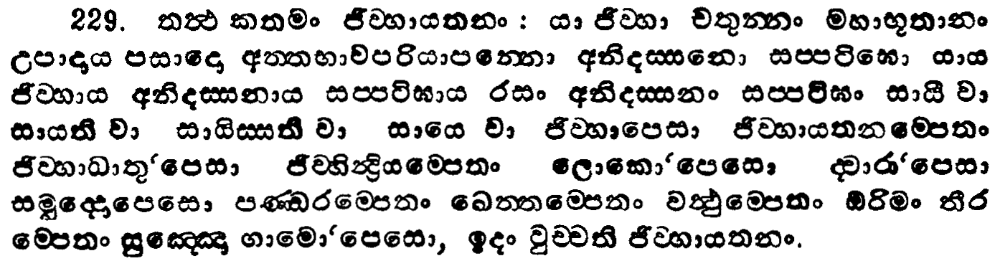 229. තත්‍ථ කතමං ජිව්හායතනං : යා ජිව්හා චතුන්නං මහාභූතානං
උපාදාය පසාදො අත්තභාවපරියාපන්නො අනිදස්සනො සප්පටිඝො යාය
ජිව්හාය අනිදස්සනාය සප්පටිඝාය රසං අනිදස්සනං සප්පටිඝං සායී වා
සායති වා සායිස්සති වා සායෙ වා ජිව්හාපෙසා ජිව්හායතනම්පෙතං
ජිව්හාධාතු‘පෙසා ජිව්හින්‍ද්‍රියම්පෙතං ලොකො‘පෙසො ද්වාරා‘පෙසා
සමුද්දොපෙසො පණ්ඩරම්පෙතං ඛෙත්තම්පෙතං වත්‍ථුම්පෙතං ඔරිමං තීර
ම්පෙතං සුඤ්ඤො ගාමො‘පෙසො, ඉදං වුච්චති ජිව්හායතනං.